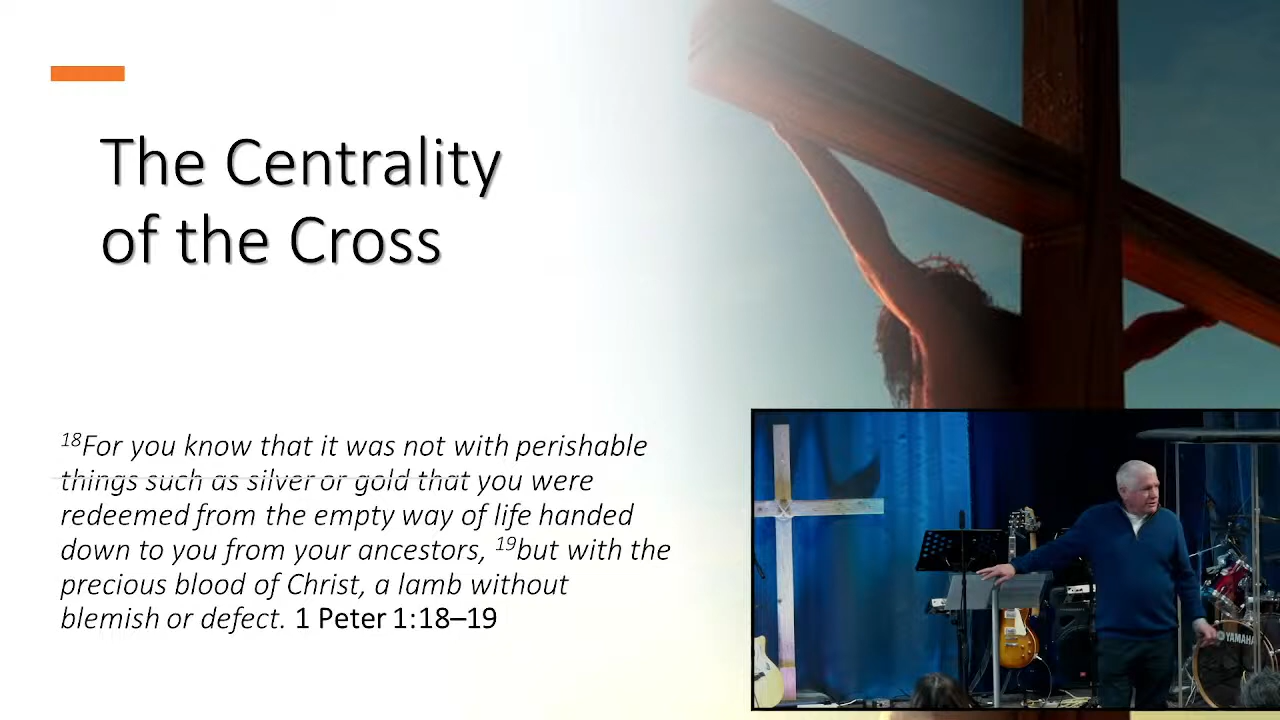 The Centrality
of the Cross
18For you know that it was not with perishable
things such as silver or gold that you were
redeemed from the empty way of life handed
down to you from your ancestors, 19but with the
precious blood of Christ, a lamb without
blemish or defect. 1 Peter 1:18–19
YAMAHA